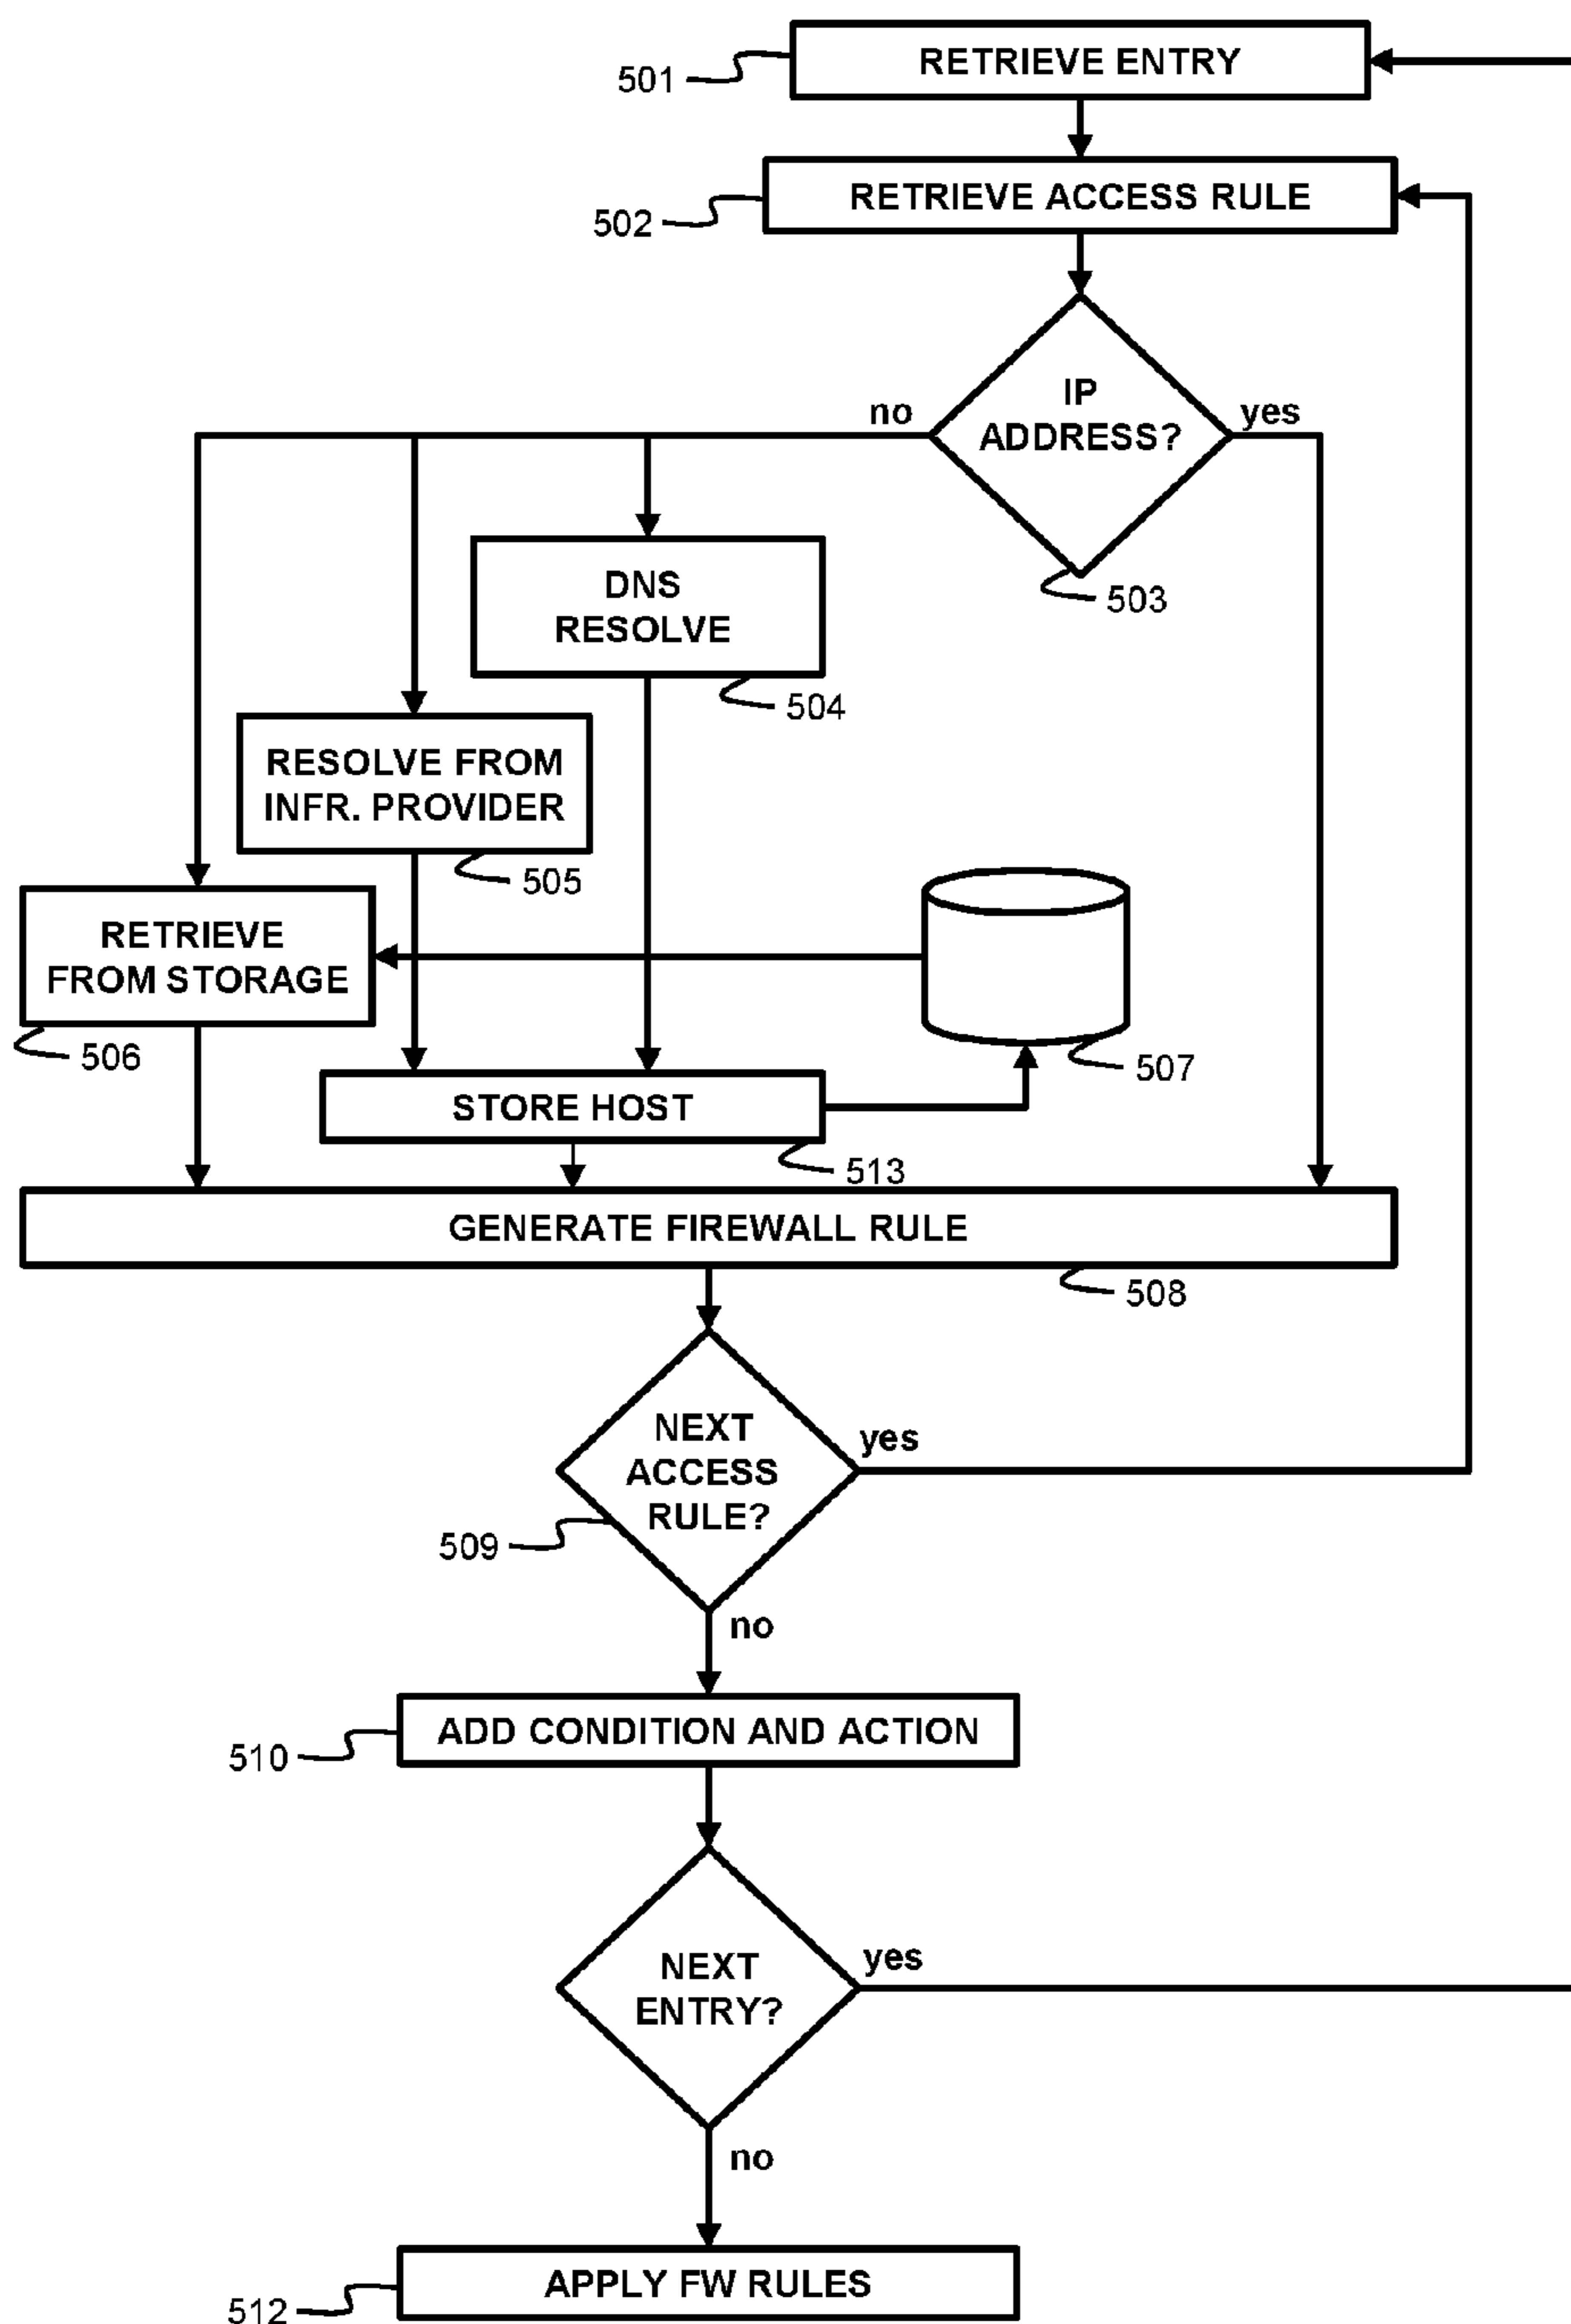 RETRIEVE ENTRY
501
RETRIEVE ACCESS RULE
502
IP
ADDRESS?
no
yes
503
DNS
RESOLVE
504
RESOLVE FROM
INFR. PROVIDER
505
RETRIEVE
FROM STORAGE
506
507
STORE HOST
513
GENERATE FIREWALL RULE
508
NEXT
ACCESS
RULE?
yes
509
no
ADD CONDITION AND ACTION
510
NEXT
ENTRY?
yes
no
APPLY FW RULES
512